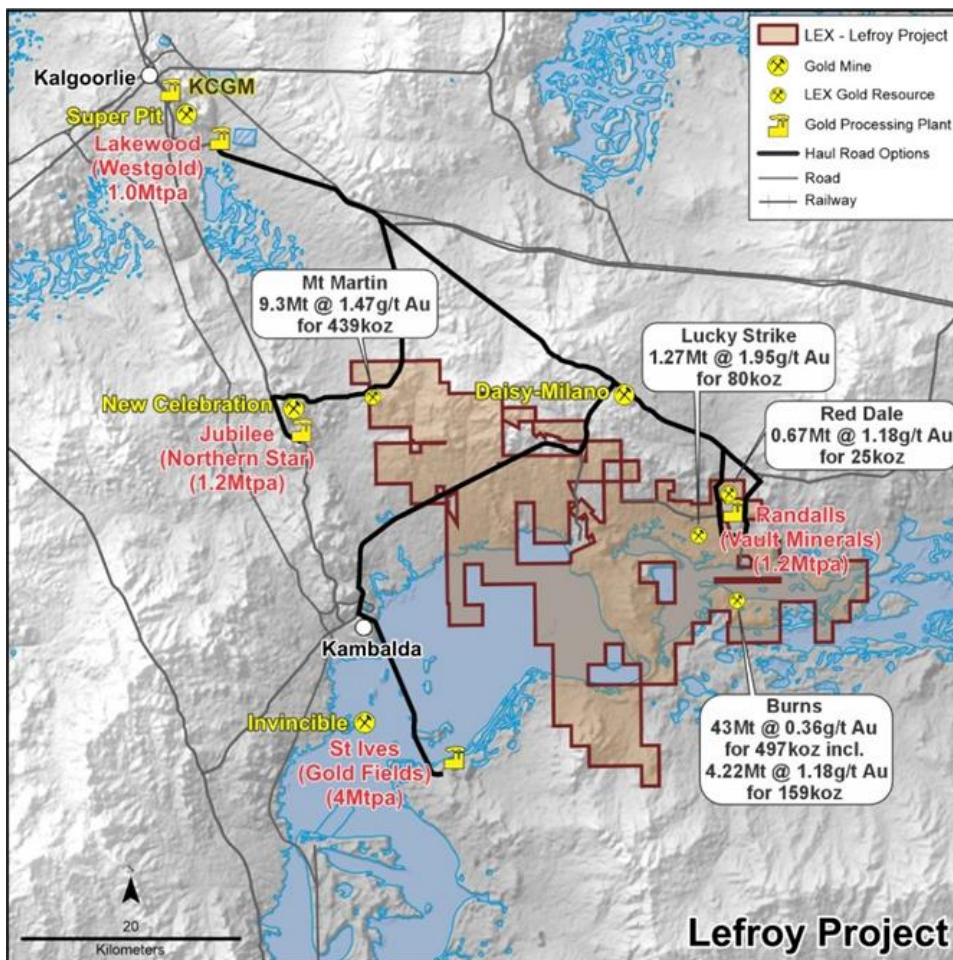 LEX - Lefroy Project
Gold Mine
LEX Gold Resource
Gold Processing Plant
Haul Road Options
Road
Railway
Kalgoorlie
KCGM
Super Pit
Lakewood
(Westgold)
1.0Mtpa
Mt Martin
9.3Mt @ 1.47g/t Au
for 439koz
Lucky Strike
1.27Mt @ 1.95g/t Au
for 80koz
New Celebration
Daisy-Milano
Red Dale
0.67Mt @ 1.18g/t Au
for 25koz
Jubilee
(Northern Star)
(1.2Mtpa)
Randalls
(Vault Minerals)
(1.2Mtpa)
Kambalda
Invincible
St Ives
(Gold Fields)
(4Mtpa)
Burns
43Mt @ 0.36g/t Au
for 497koz incl.
4.22Mt @ 1.18g/t Au
for 159koz
20
Kilometers
Lefroy Project